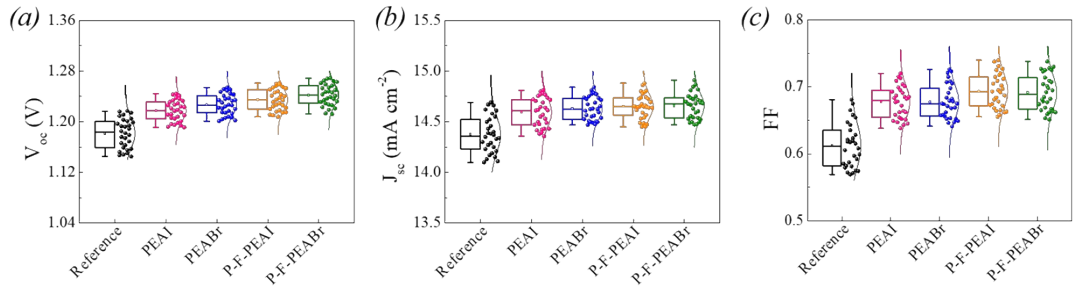 (a)
1.36
1.28
1.20
1.12
1.04
Voc (V)
Reference
PEAI
PEABr
P-F-PEAI
P-F-PEABr
(b)
15.5
15.0
14.5
14.0
13.5
Jsc (mA cm-2)
Reference
PEAI
PEABr
P-F-PEAI
P-F-PEABr
(c)
0.8
0.7
0.6
0.5
FF
Reference
PEAI
PEABr
P-F-PEAI
P-F-PEABr